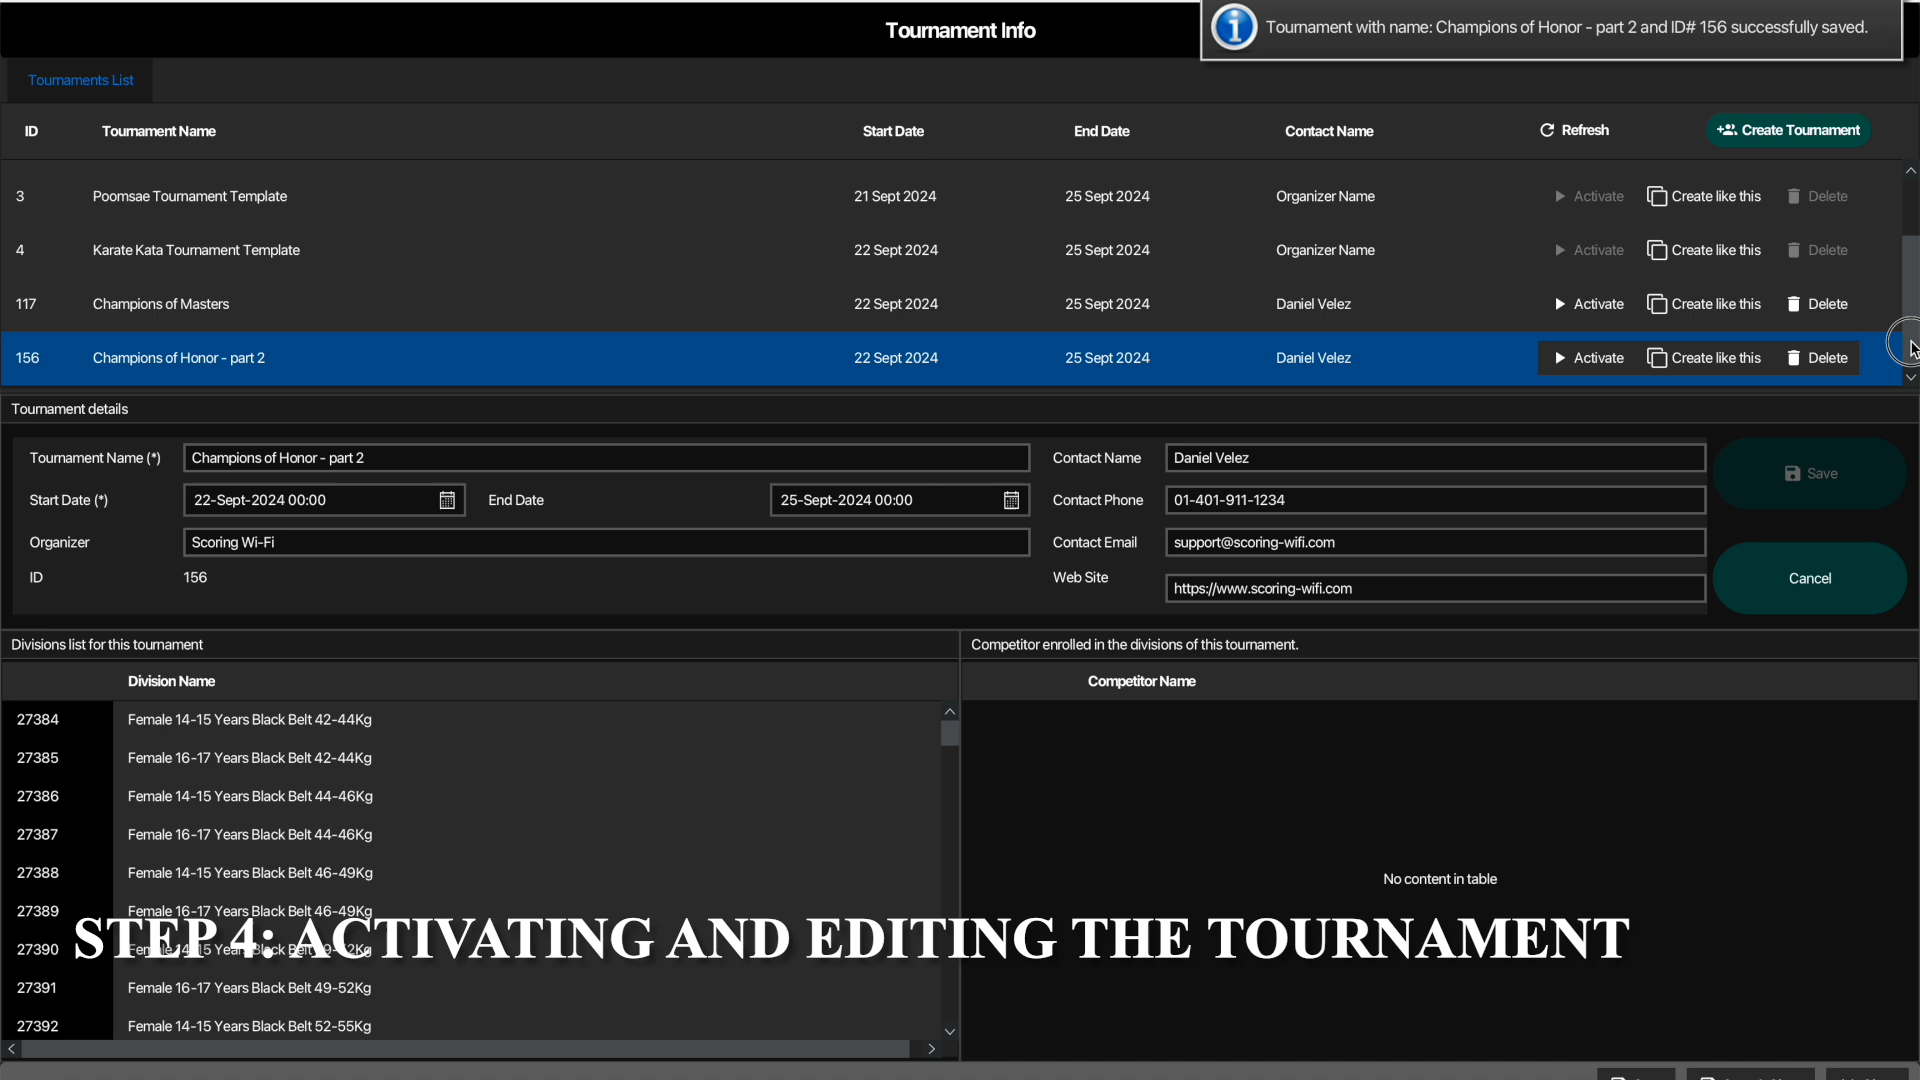 Tournament Info
Tournament with name: Champions of Honor - part 2 and ID# 156 successfully saved.
Tournaments List
ID Tournament Name Start Date End Date Contact Name Refresh Create Tournament
3 Poomsae Tournament Template 21 Sept 2024 25 Sept 2024 Organizer Name Activate Create like this Delete
4 Karate Kata Tournament Template 22 Sept 2024 25 Sept 2024 Organizer Name Activate Create like this Delete
117 Champions of Masters 22 Sept 2024 25 Sept 2024 Daniel Velez Activate Create like this Delete
156 Champions of Honor - part 2 22 Sept 2024 25 Sept 2024 Daniel Velez Activate Create like this Delete
Tournament details
Tournament Name (*) Champions of Honor - part 2 Contact Name Daniel Velez Save
Start Date (*) 22-Sept-2024 00:00 End Date 25-Sept-2024 00:00 Contact Phone 01-401-911-1234
Organizer Scoring Wi-Fi Contact Email support@scoring-wifi.com
ID 156 Web Site https://www.scoring-wifi.com Cancel
Divisions list for this tournament Competitor enrolled in the divisions of this tournament.
Division Name Competitor Name
27384 Female 14-15 Years Black Belt 42-44Kg
27385 Female 16-17 Years Black Belt 42-44Kg
27386 Female 14-15 Years Black Belt 44-46Kg
27387 Female 16-17 Years Black Belt 44-46Kg
27388 Female 14-15 Years Black Belt 46-49Kg
No content in table
27389 Female 16-17 Years Black Belt 46-49Kg
STEP 4: ACTIVATING AND EDITING THE TOURNAMENT
27390 Female 14-15 Years Black Belt 49-52Kg
27391 Female 16-17 Years Black Belt 49-52Kg
27392 Female 14-15 Years Black Belt 52-55Kg